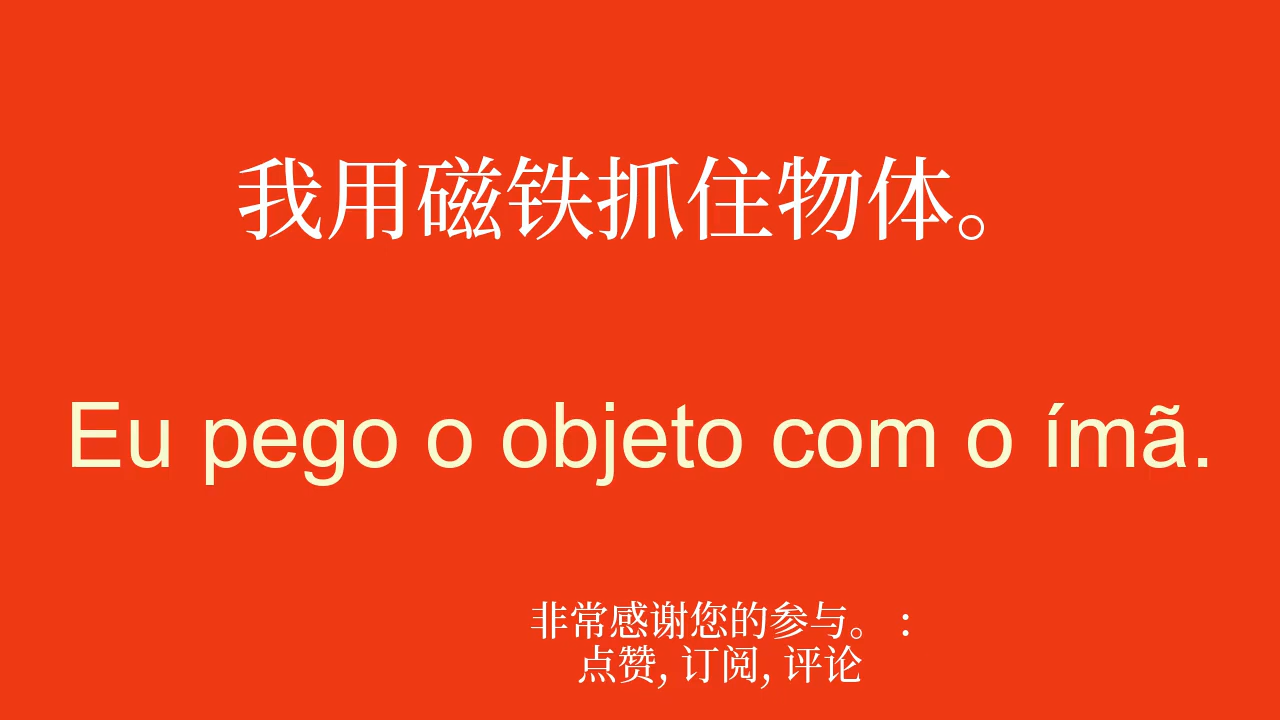 我用磁铁抓住物体。
Eu pego o objeto com o ímã.
非常感谢您的参与。 :
点赞, 订阅, 评论